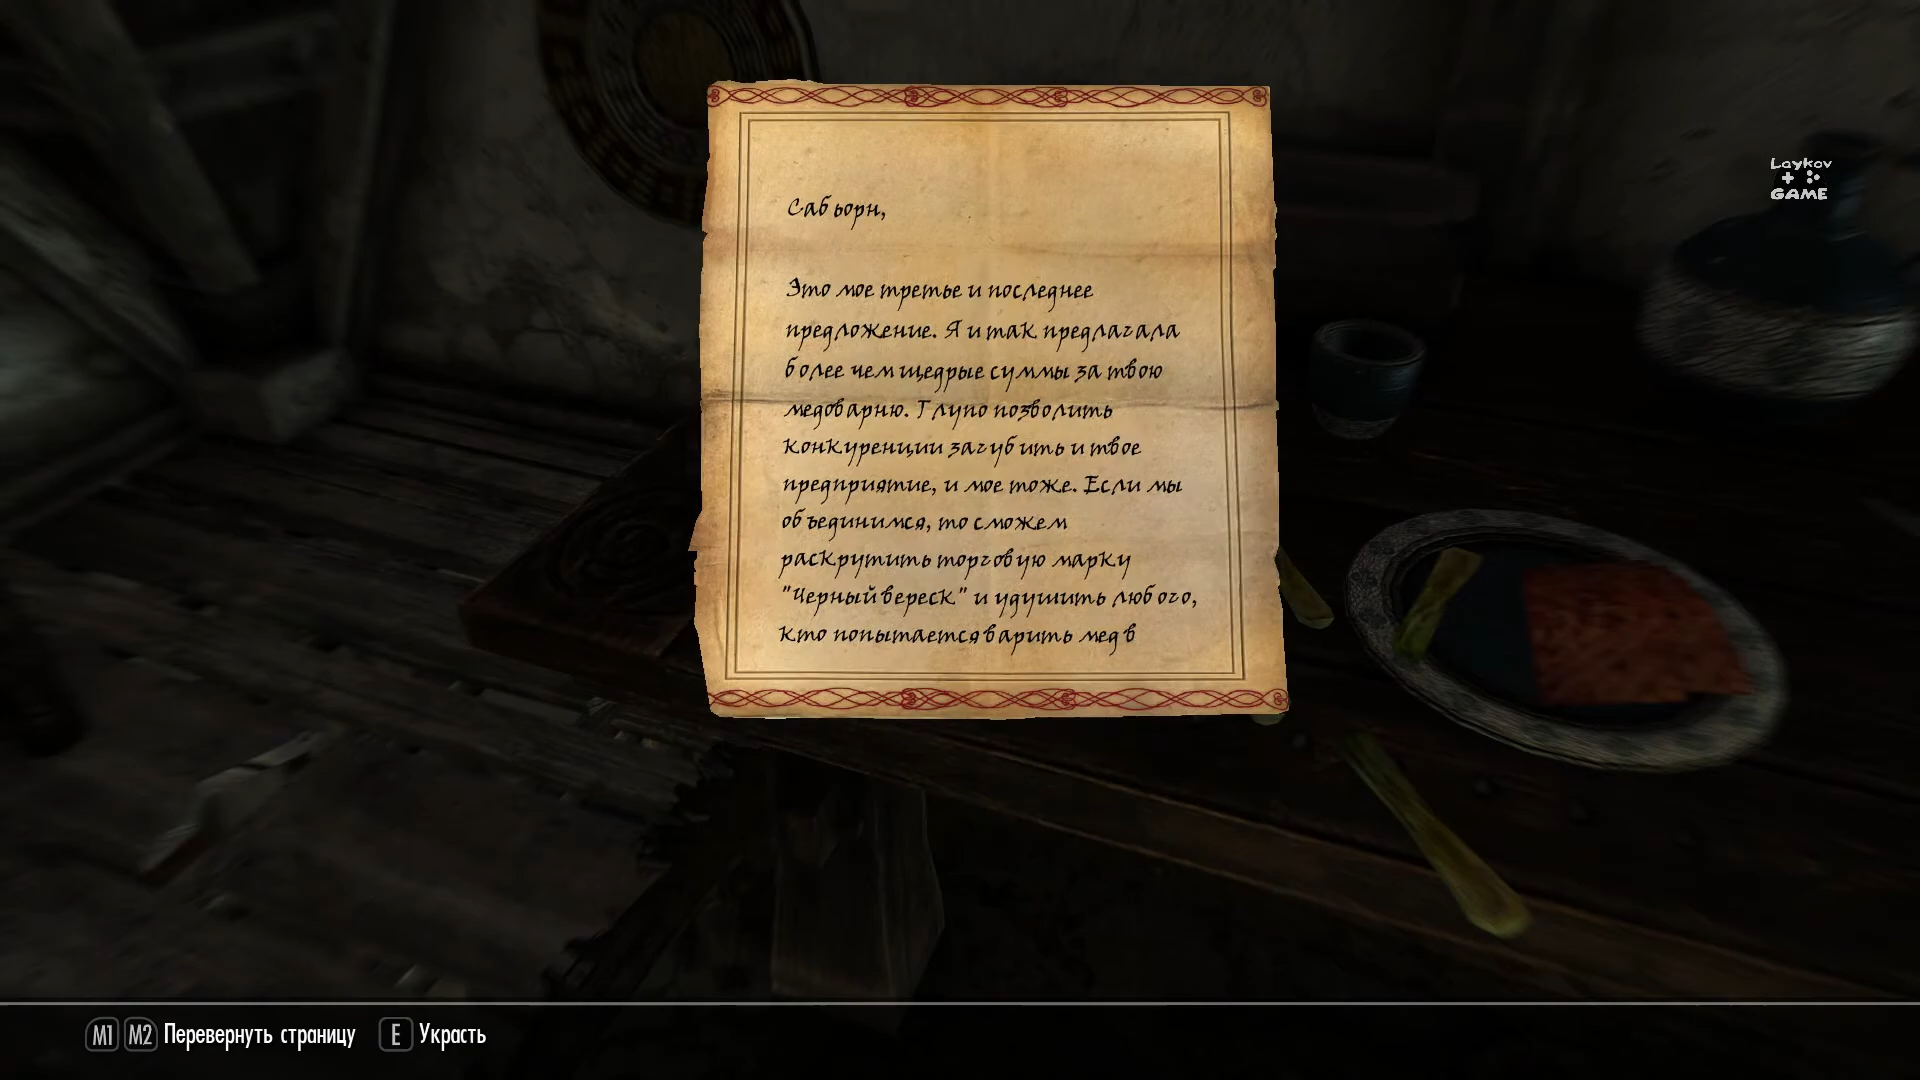 Laykov
GAME
Сабьорн,
Это мое третье и последнее
предложение. Я и так предлагала
более чем щедрые суммы за твою
медоварню. Глупо позволить
конкуренции загубить и твое
предприятие, и мое тоже. Если мы
объединимся, то сможем
раскрутить торговую марку
"Черный вереск" и удушить любого,
кто попытается варить мед в
M1 M2 Перевернуть страницу E Украсть